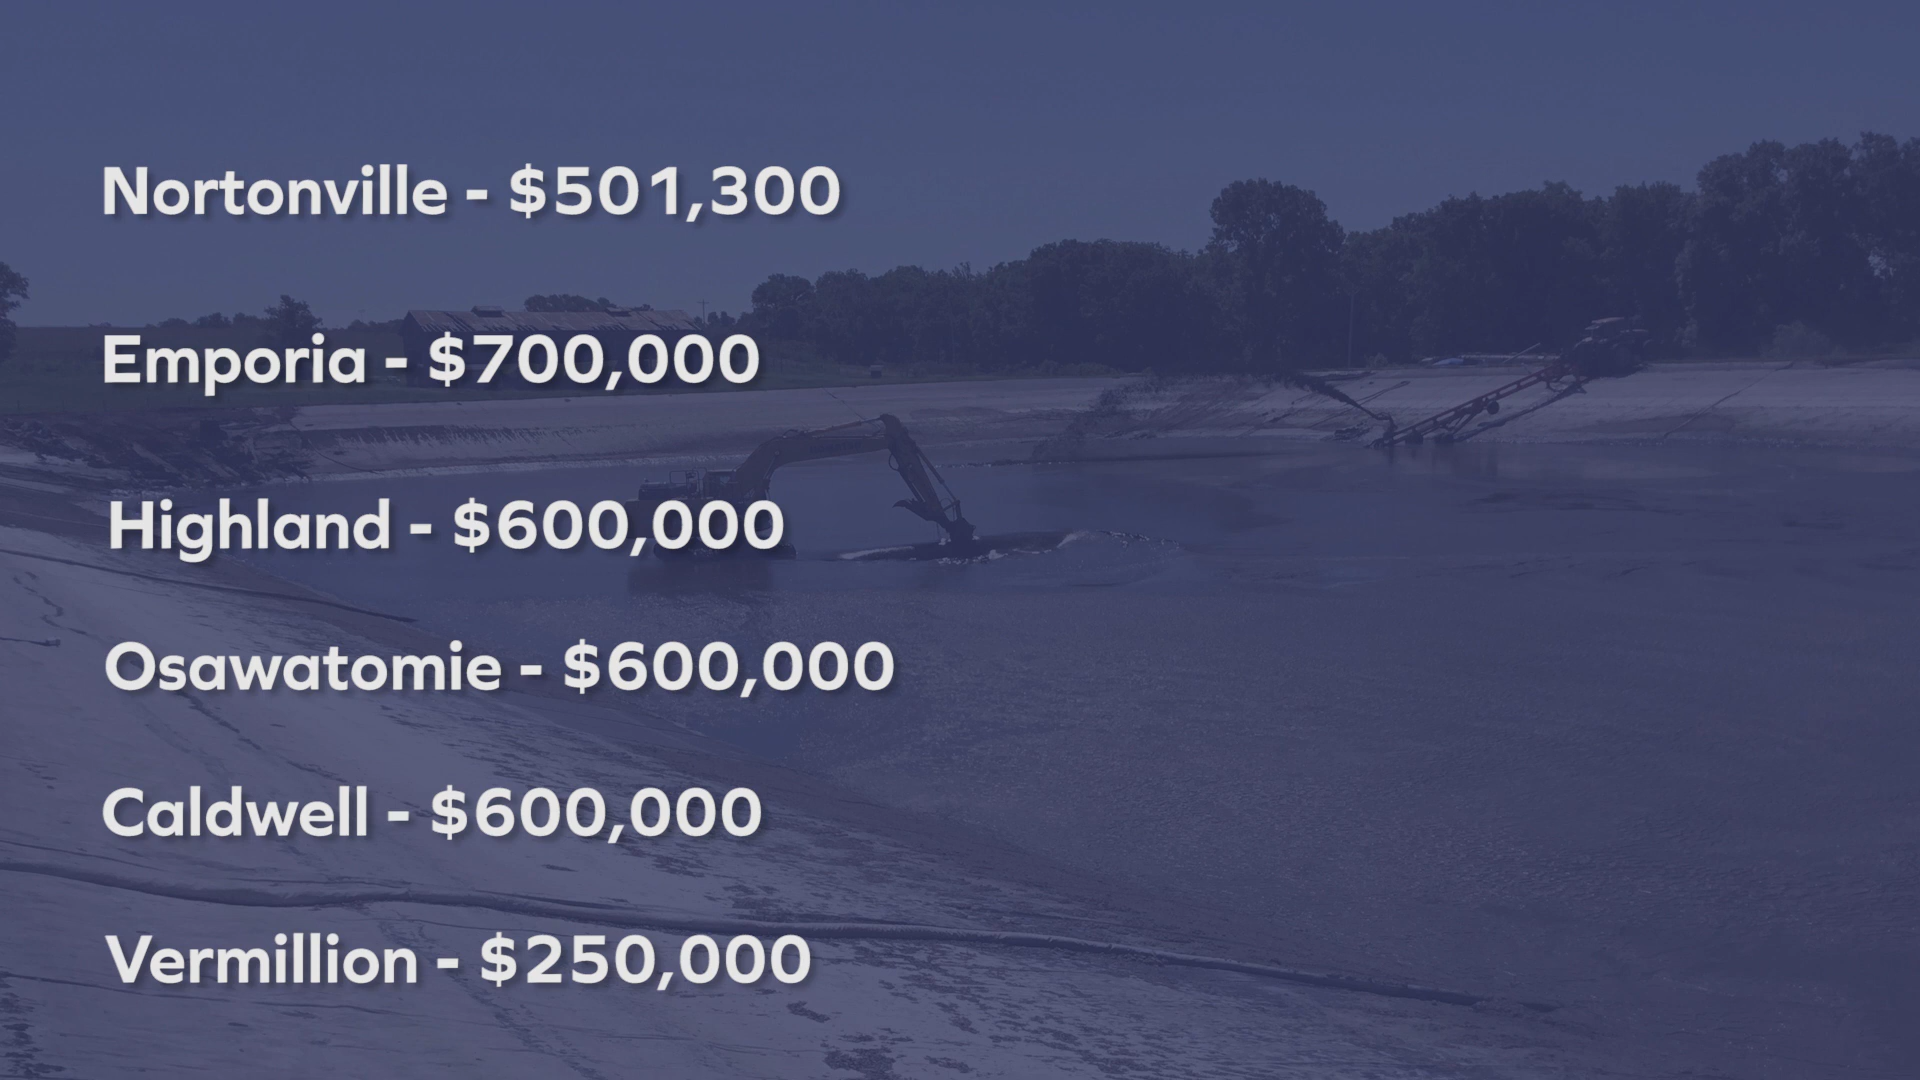 Nortonville - $501,300
Emporia - $700,000
Highland - $600,000
Osawatomie - $600,000
Caldwell - $600,000
Vermillion - $250,000